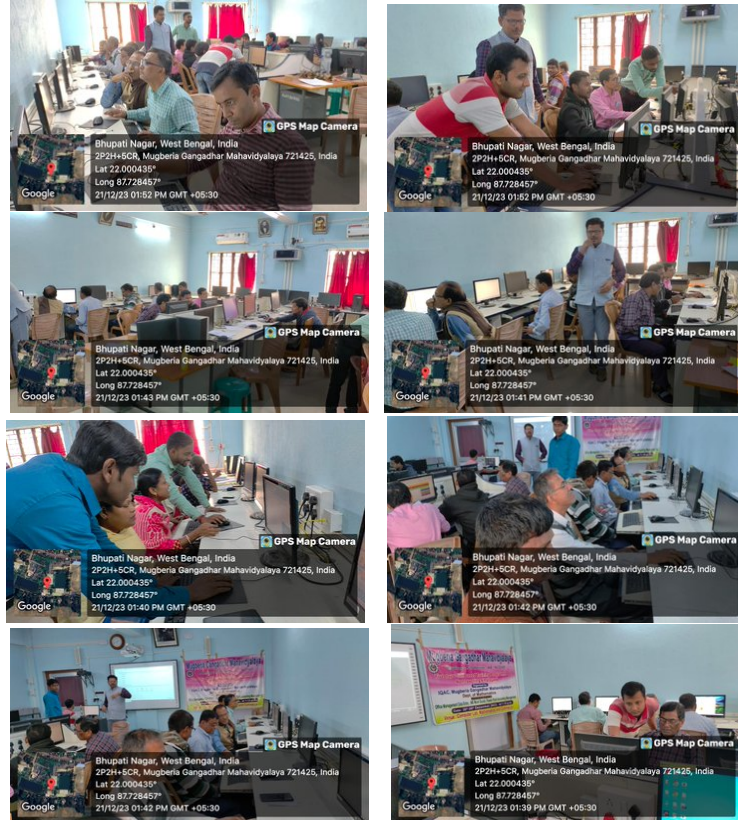 GPS Map Camera
Bhupati Nagar, West Bengal, India
2P2H+5CR, Mugberia Gangadhar Mahavidyalaya 721425, India
Lat 22.000435°
Long 87.728457°
21/12/23 01:52 PM GMT +05:30
Google
GPS Map Camera
Bhupati Nagar, West Bengal, India
2P2H+5CR, Mugberia Gangadhar Mahavidyalaya 721425, India
Lat 22.000435°
Long 87.728457°
21/12/23 01:52 PM GMT +05:30
Google
GPS Map Camera
Bhupati Nagar, West Bengal, India
2P2H+5CR, Mugberia Gangadhar Mahavidyalaya 721425, India
Lat 22.000435°
Long 87.728457°
21/12/23 01:43 PM GMT +05:30
Google
GPS Map Camera
Bhupati Nagar, West Bengal, India
2P2H+5CR, Mugberia Gangadhar Mahavidyalaya 721425, India
Lat 22.000435°
Long 87.728457°
21/12/23 01:41 PM GMT +05:30
Google
GPS Map Camera
Bhupati Nagar, West Bengal, India
2P2H+5CR, Mugberia Gangadhar Mahavidyalaya 721425, India
Lat 22.000435°
Long 87.728457°
21/12/23 01:40 PM GMT +05:30
Google
GPS Map Camera
Bhupati Nagar, West Bengal, India
2P2H+5CR, Mugberia Gangadhar Mahavidyalaya 721425, India
Lat 22.000435°
Long 87.728457°
21/12/23 01:42 PM GMT +05:30
Google
Mugberia Gangadhar Mahavidyalaya
GPS Map Camera
Bhupati Nagar, West Bengal, India
2P2H+5CR, Mugberia Gangadhar Mahavidyalaya 721425, India
Lat 22.000435°
Long 87.728457°
21/12/23 01:42 PM GMT +05:30
Google
Mugberia Gangadhar Mahavidyalaya
IQAC, Mugberia Gangadhar Mahavidyalaya
GPS Map Camera
Bhupati Nagar, West Bengal, India
2P2H+5CR, Mugberia Gangadhar Mahavidyalaya 721425, India
Lat 22.000435°
Long 87.728457°
21/12/23 01:39 PM GMT +05:30
Google